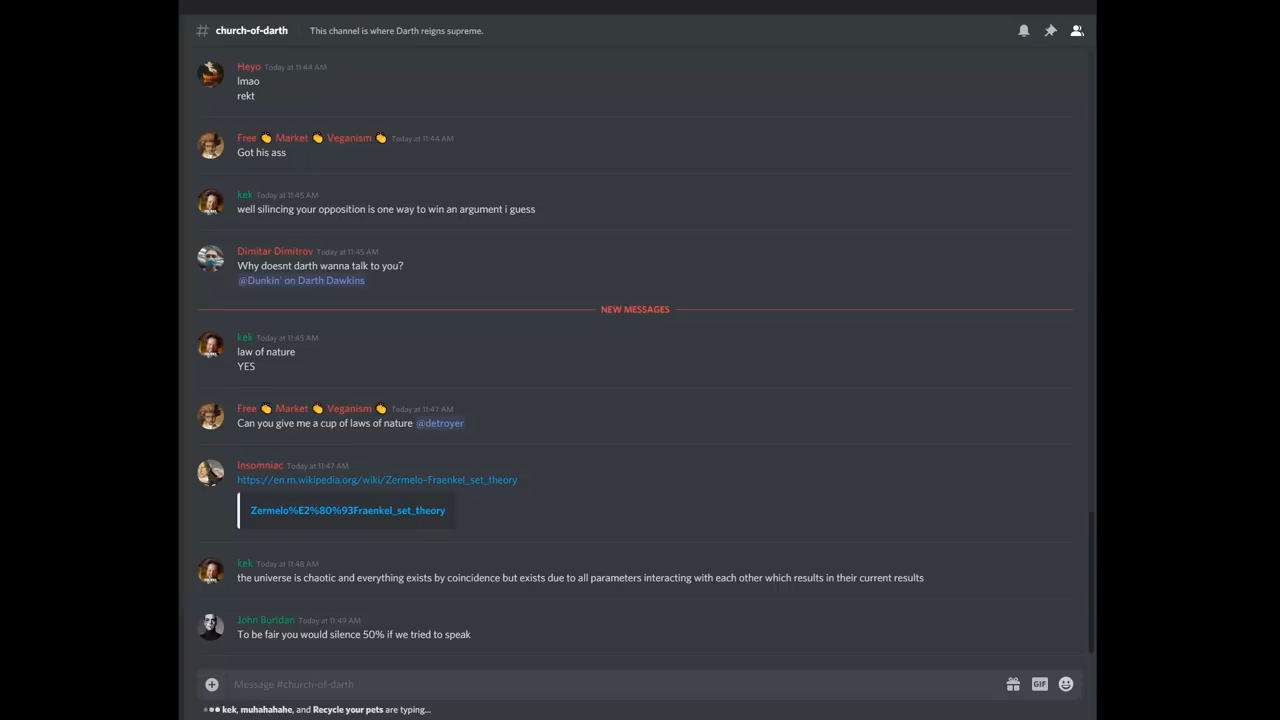 # church-of-darth This channel is where Darth reigns supreme.
Heyo Today at 11:44 AM
lmao
rekt
Free 👏 Market 👏 Veganism 👏 Today at 11:44 AM
Got his ass
kek Today at 11:45 AM
well silincing your opposition is one way to win an argument i guess
Dimitar Dimitrov Today at 11:45 AM
Why doesnt darth wanna talk to you?
@Dunkin' on Darth Dawkins
NEW MESSAGES
kek Today at 11:45 AM
law of nature
YES
Free 👏 Market 👏 Veganism 👏 Today at 11:47 AM
Can you give me a cup of laws of nature @detroyer
Insomniac Today at 11:47 AM
https://en.m.wikipedia.org/wiki/Zermelo–Fraenkel_set_theory
Zermelo%E2%80%93Fraenkel_set_theory
kek Today at 11:48 AM
the universe is chaotic and everything exists by coincidence but exists due to all parameters interacting with each other which results in their current results
John Buridan Today at 11:49 AM
To be fair you would silence 50% if we tried to speak
Message #church-of-darth
GIF
kek, muhahahahe, and Recycle your pets are typing...